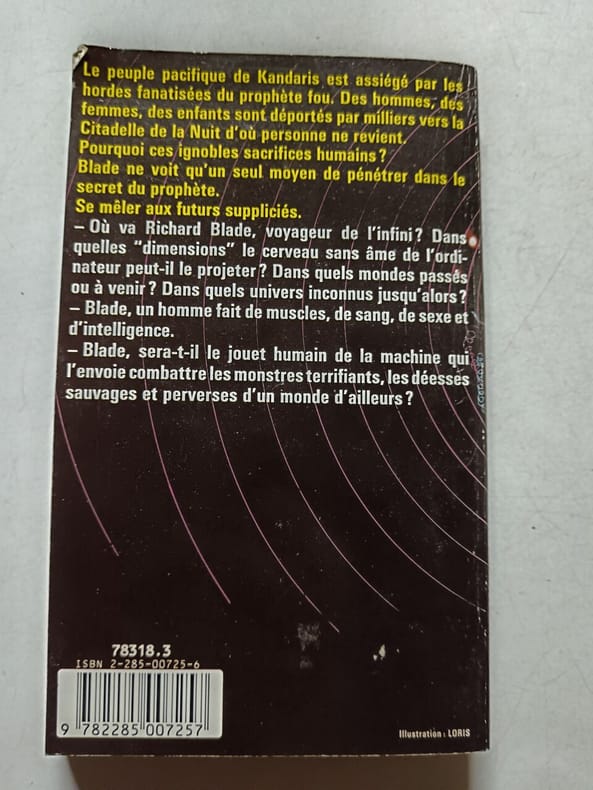 Le peuple pacifique de Kandaris est assiégé par les
hordes fanatisées du prophète fou. Des hommes, des
femmes, des enfants sont déportés par milliers vers la
Citadelle de la Nuit d'où personne ne revient.
Pourquoi ces ignobles sacrifices humains ?
Blade ne voit qu'un seul moyen de pénétrer dans le
secret du prophète.
Se mêler aux futurs suppliciés.
– Où va Richard Blade, voyageur de l'infini ? Dans
quelles "dimensions" le cerveau sans âme de l'ordi-
nateur peut-il le projeter ? Dans quels mondes passés
ou à venir ? Dans quels univers inconnus jusqu'alors ?
– Blade, un homme fait de muscles, de sang, de sexe et
d'intelligence.
– Blade, sera-t-il le jouet humain de la machine qui
l'envoie combattre les monstres terrifiants, les déesses
sauvages et perverses d'un monde d'ailleurs ?
78318.3
ISBN 2-285-00725-6
9 782285 007257
Illustration : LORIS